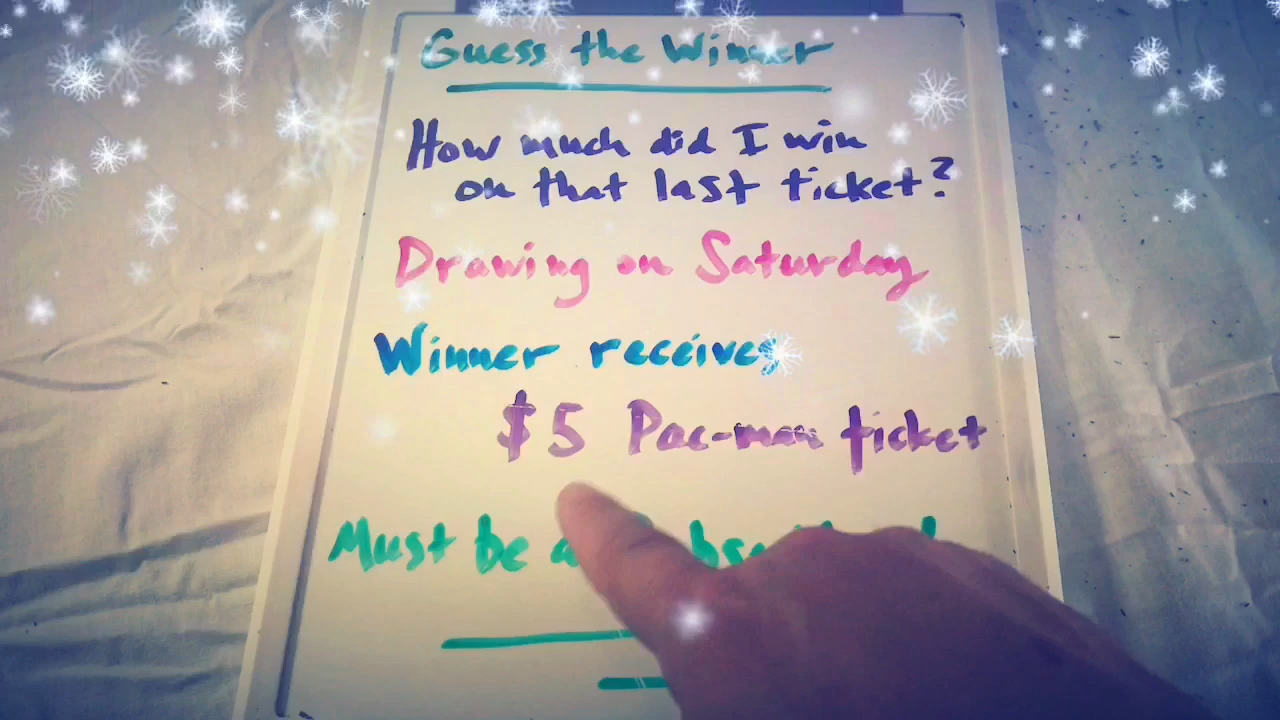 Guess the Winner
How much did I win
on that last ticket?
Drawing on Saturday
Winner receives
$5 Pac-man ticket
Must be a